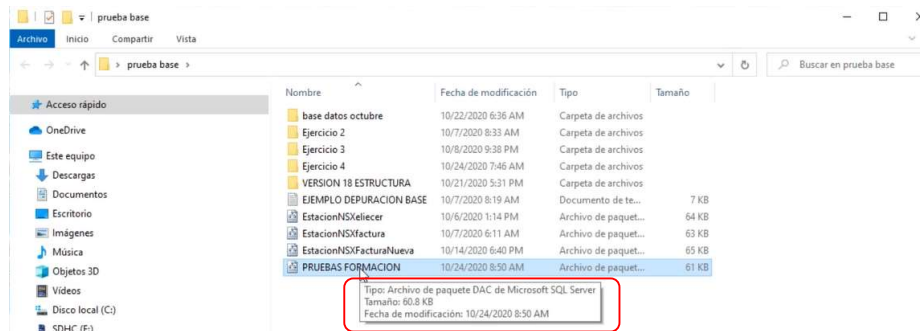 prueba base
Archivo Inicio Compartir Vista
prueba base
Buscar en prueba base
Nombre Fecha de modificación Tipo Tamaño
Acceso rápido
OneDrive
Este equipo
Descargas
Documentos
Escritorio
Imágenes
Música
Objetos 3D
Vídeos
Disco local (C:)
SDHC (F:)
base datos octubre 10/22/2020 6:36 AM Carpeta de archivos
Ejercicio 2 10/7/2020 8:33 AM Carpeta de archivos
Ejercicio 3 10/8/2020 9:38 PM Carpeta de archivos
Ejercicio 4 10/24/2020 7:46 AM Carpeta de archivos
VERSION 18 ESTRUCTURA 10/21/2020 5:31 PM Carpeta de archivos
EJEMPLO DEPURACION BASE 10/7/2020 8:19 AM Documento de te... 7 KB
EstacionNSXeliecer 10/6/2020 1:14 PM Archivo de paquet... 64 KB
EstacionNSXfactura 10/7/2020 6:11 AM Archivo de paquet... 63 KB
EstacionNSXFacturaNueva 10/14/2020 6:40 PM Archivo de paquet... 65 KB
PRUEBAS FORMACION 10/24/2020 8:50 AM Archivo de paquet... 61 KB
Tipo: Archivo de paquete DAC de Microsoft SQL Server
Tamaño: 60.8 KB
Fecha de modificación: 10/24/2020 8:50 AM